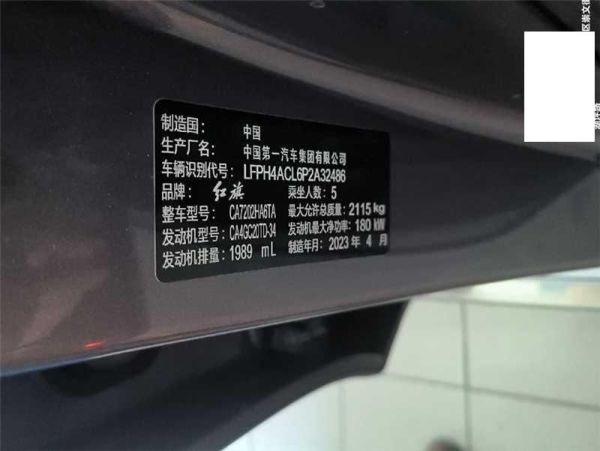 制造国： 中国
生产厂名： 中国第一汽车集团有限公司
车辆识别代号： LFPH4ACL6P2A32486
品牌： 红旗 乘坐人数：5
整车型号： CA7202HA6TA 最大允许总质量：2115 kg
发动机型号：CA4GC20TD-34 发动机最大净功率：180 kW
发动机排量：1989 mL 制造年月：2023 年 4 月
区崇文街